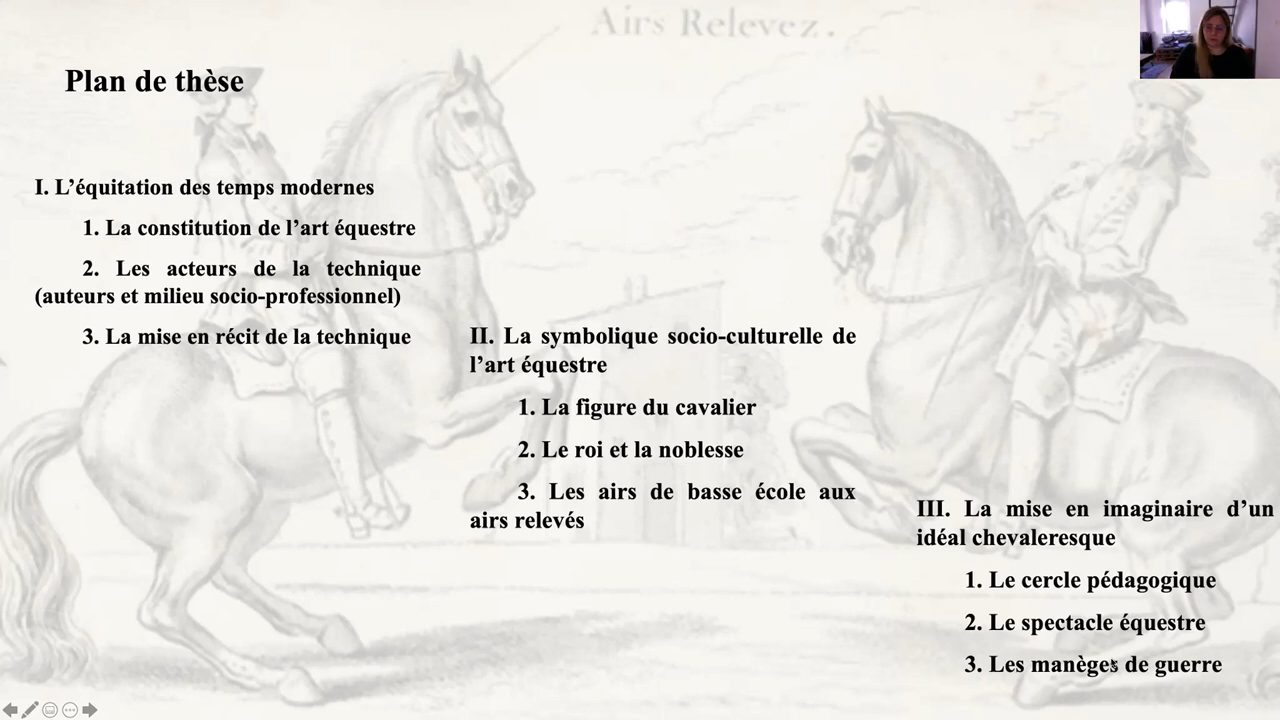 Airs Relevez.
Plan de thèse
I. L’équitation des temps modernes
1. La constitution de l’art équestre
2. Les acteurs de la technique
(auteurs et milieu socio-professionnel)
3. La mise en récit de la technique
II. La symbolique socio-culturelle de
l’art équestre
1. La figure du cavalier
2. Le roi et la noblesse
3. Les airs de basse école aux
airs relevés
III. La mise en imaginaire d’un
idéal chevaleresque
1. Le cercle pédagogique
2. Le spectacle équestre
3. Les manèges de guerre